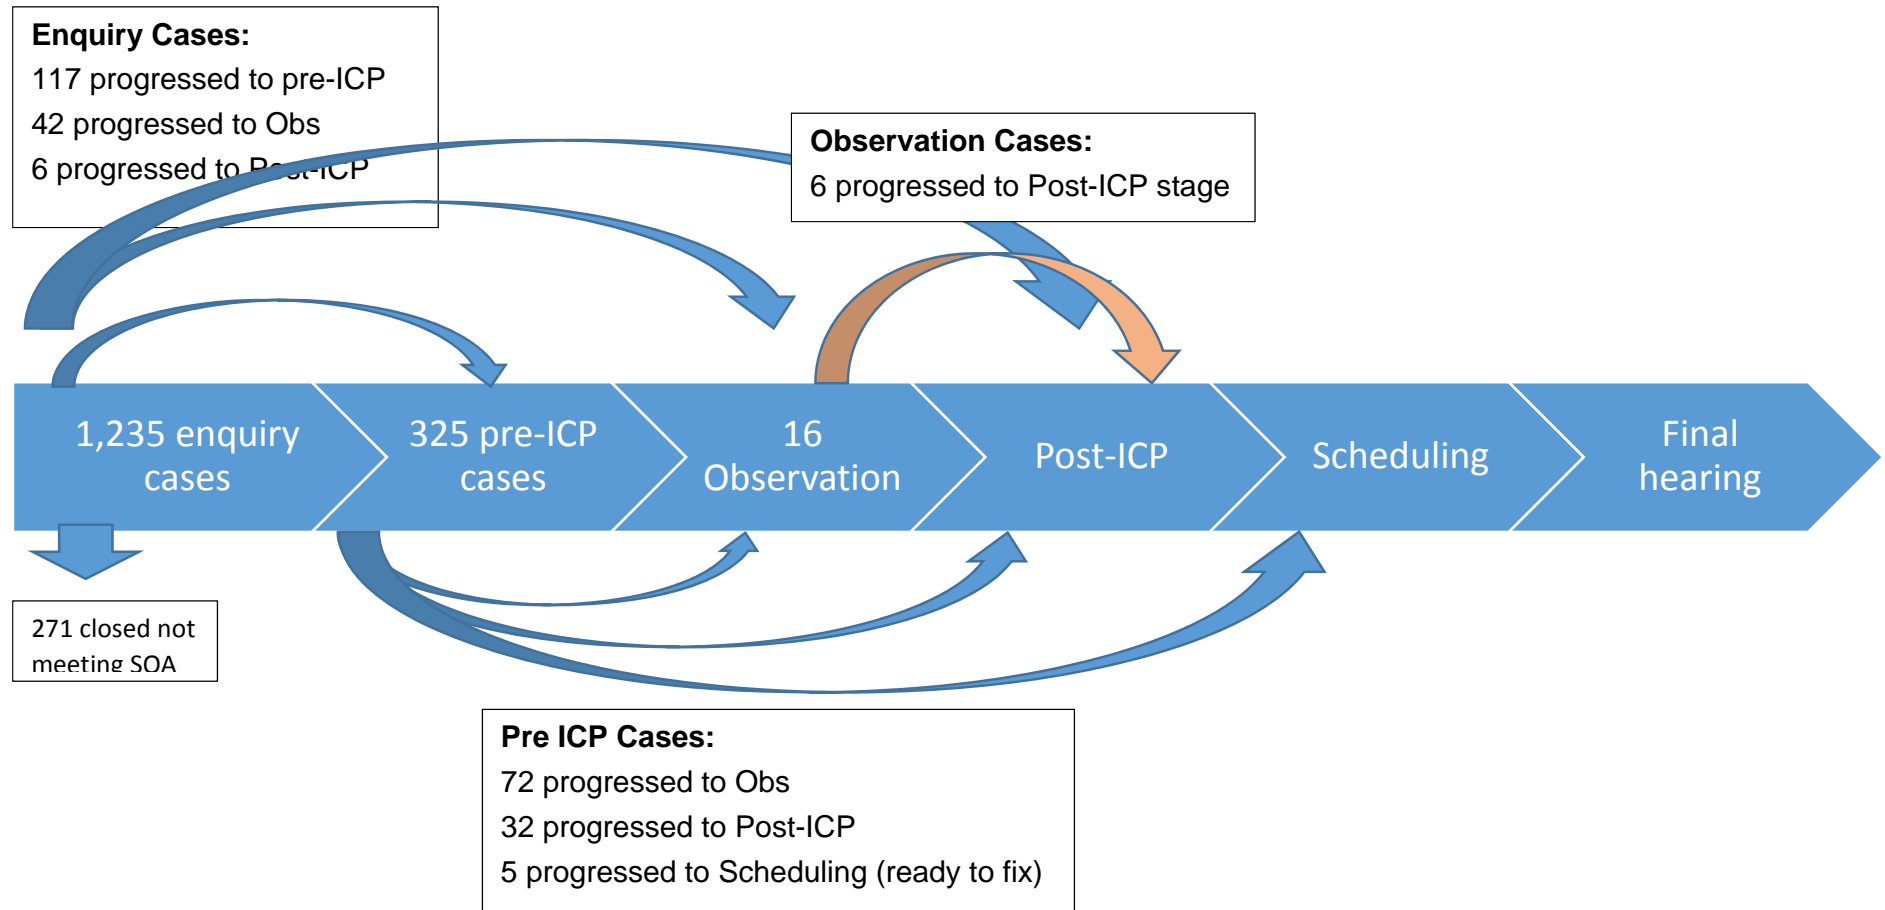 Enquiry Cases:
117 progressed to pre-ICP
42 progressed to Obs
6 progressed to Post-ICP
Observation Cases:
6 progressed to Post-ICP stage
1,235 enquiry
cases
325 pre-ICP
cases
16
Observation
Post-ICP
Scheduling
Final
hearing
271 closed not
meeting SOA
Pre ICP Cases:
72 progressed to Obs
32 progressed to Post-ICP
5 progressed to Scheduling (ready to fix)